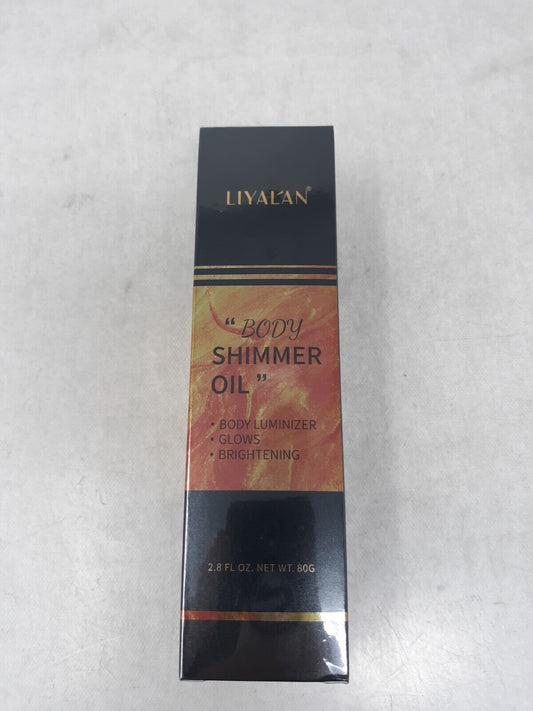 LIYALAN®
“ BODY
SHIMMER
OIL ”
• BODY LUMINIZER
• GLOWS
• BRIGHTENING
2.8 FL OZ. NET WT. 80G